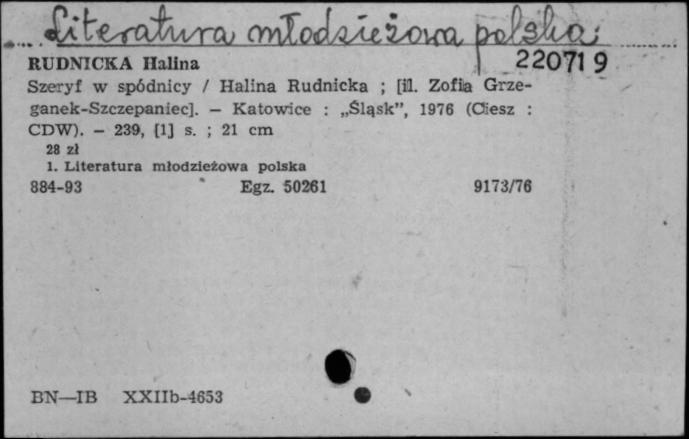 Literatura młodzieżowa polska
220719
RUDNICKA Halina
Szeryf w spódnicy / Halina Rudnicka ; [il. Zofia Grze-
ganek-Szczepaniec]. — Katowice : „Śląsk”, 1976 (Ciesz :
CDW). — 239, [1] s. ; 21 cm
28 zł
1. Literatura młodzieżowa polska
884-93 Egz. 50261 9173/76
BN—IB XXIIb-4653